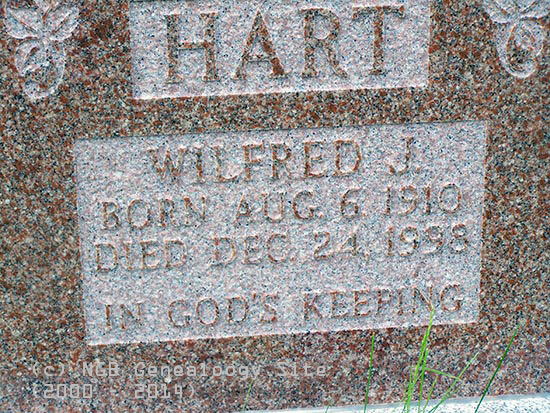 HART
WILFRED J.
BORN AUG. 6 1910
DIED DEC. 24, 1998
IN GOD'S KEEPING
(c) NGB Genealogy Site
(2000 - 2014)